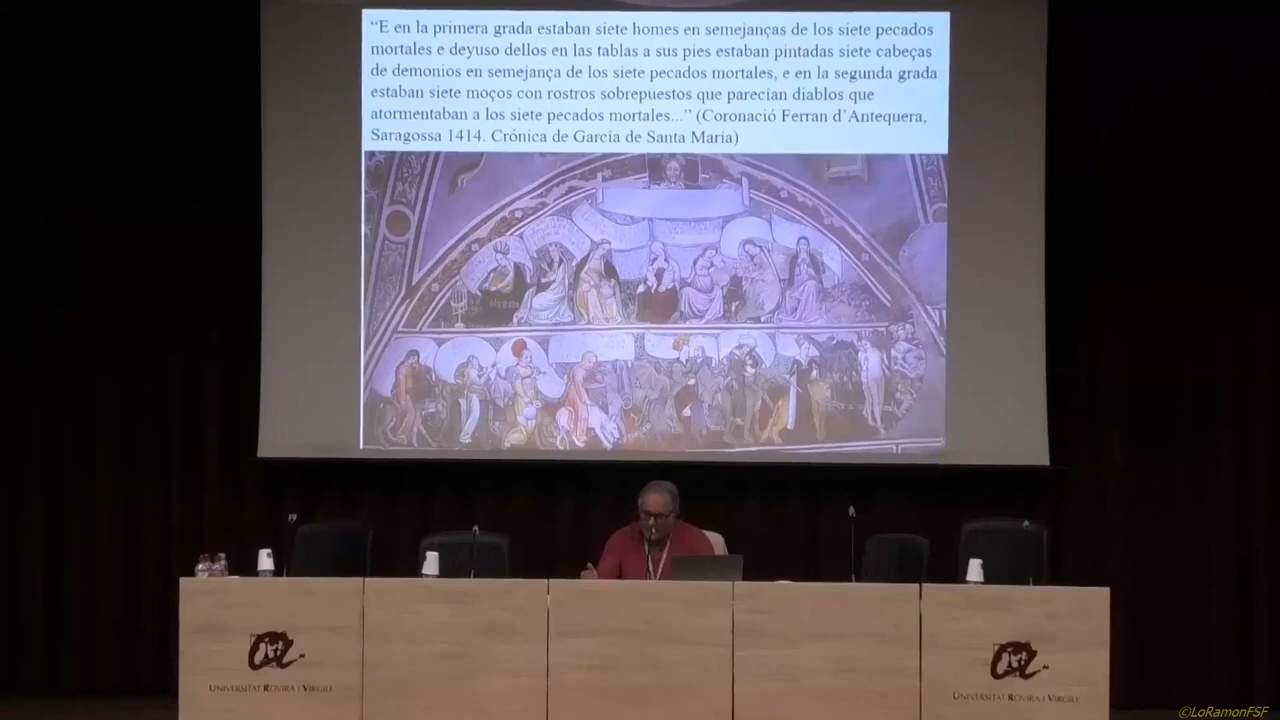 “E en la primera grada estaban siete homes en semejanças de los siete pecados
mortales e deyuso dellos en las tablas a sus pies estaban pintadas siete cabeças
de demonios en semejança de los siete pecados mortales, e en la segunda grada
estaban siete moços con rostros sobrepuestos que parecían diablos que
atormentaban a los siete pecados mortales...” (Coronació Ferran d’Antequera,
Saragossa 1414. Crónica de García de Santa Maria)
UNIVERSITAT ROVIRA I VIRGILI
UNIVERSITAT ROVIRA I VIRGILI
©LoRamonFSF